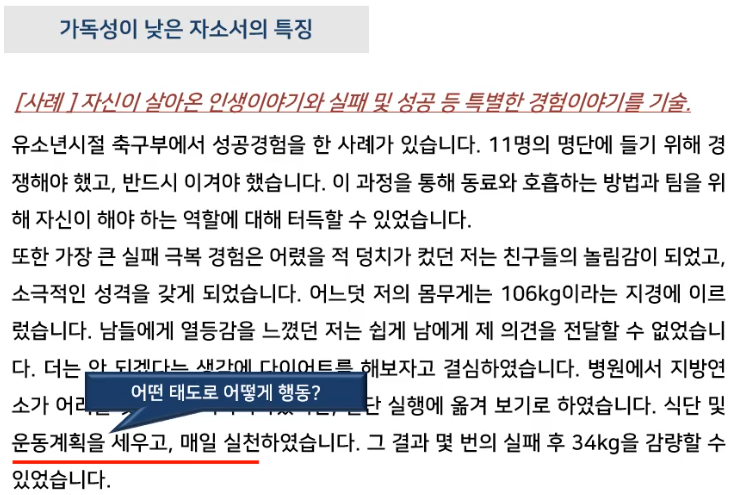 가독성이 낮은 자소서의 특징
[사례 ] 자신이 살아온 인생이야기와 실패 및 성공 등 특별한 경험이야기를 기술.
유소년시절 축구부에서 성공경험을 한 사례가 있습니다. 11명의 명단에 들기 위해 경
쟁해야 했고, 반드시 이겨야 했습니다. 이 과정을 통해 동료와 호흡하는 방법과 팀을 위
해 자신이 해야 하는 역할에 대해 터득할 수 있었습니다.
또한 가장 큰 실패 극복 경험은 어렸을 적 덩치가 컸던 저는 친구들의 놀림감이 되었고,
소극적인 성격을 갖게 되었습니다. 어느덧 저의 몸무게는 106kg이라는 지경에 이르
렀습니다. 남들에게 열등감을 느꼈던 저는 쉽게 남에게 제 의견을 전달할 수 없었습니
다. 더는 안 되겠다는 생각에 다이어트를 해보자고 결심하였습니다. 병원에서 지방연
어떤 태도로 어떻게 행동?
소가 실행에 옮겨 보기로 하였습니다. 식단 및
운동계획을 세우고, 매일 실천하였습니다. 그 결과 몇 번의 실패 후 34kg을 감량할 수
있었습니다.